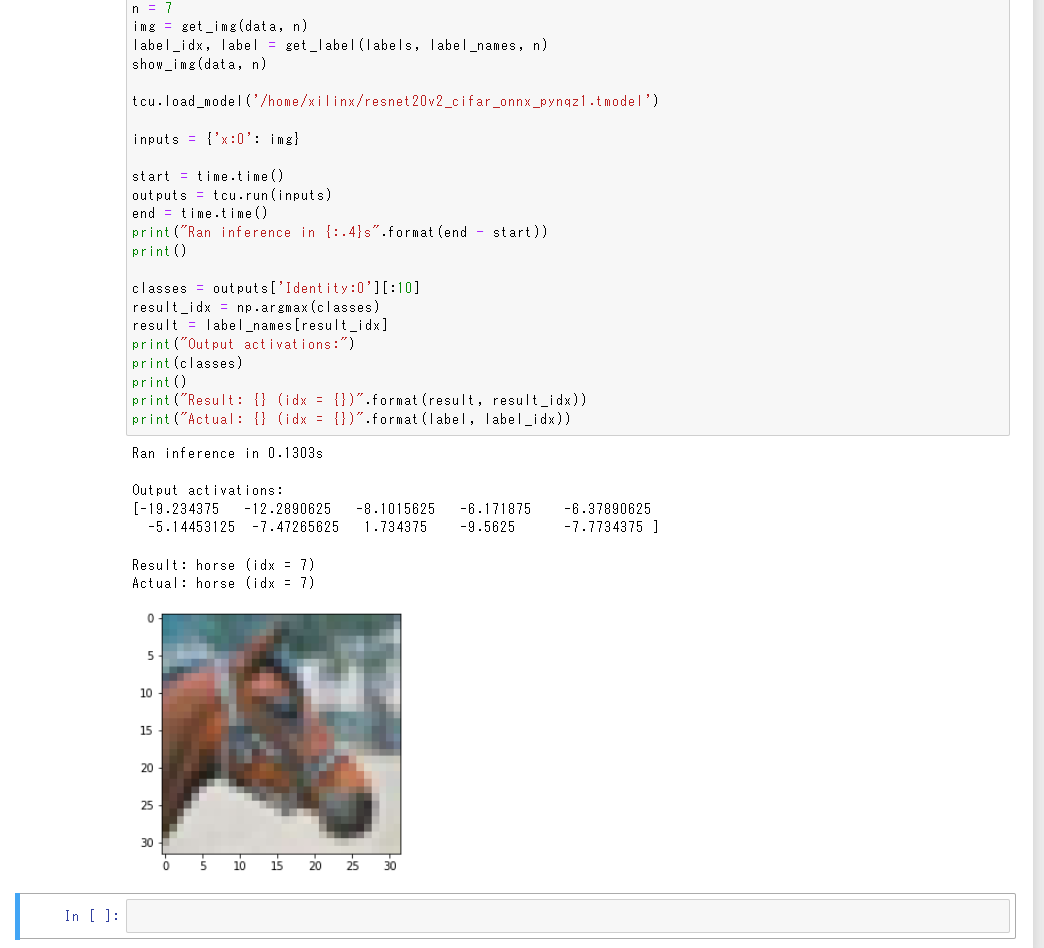 n = 7
img = get_img(data, n)
label_idx, label = get_label(labels, label_names, n)
show_img(data, n)
tcu.load_model('/home/xilinx/resnet20v2_cifar_onnx_pynqz1.tmodel')
inputs = {'x:0': img}
start = time.time()
outputs = tcu.run(inputs)
end = time.time()
print("Ran inference in {:.4}s".format(end - start))
print()
classes = outputs['Identity:0'][:10]
result_idx = np.argmax(classes)
result = label_names[result_idx]
print("Output activations:")
print(classes)
print()
print("Result: {} (idx = {})".format(result, result_idx))
print("Actual: {} (idx = {})".format(label, label_idx))
Ran inference in 0.1303s
Output activations:
[-19.234375 -12.2890625 -8.1015625 -6.171875 -6.37890625
-5.14453125 -7.47265625 1.734375 -9.5625 -7.7734375 ]
Result: horse (idx = 7)
Actual: horse (idx = 7)
0
5
10
15
20
25
30
0 5 10 15 20 25 30
In [ ]: